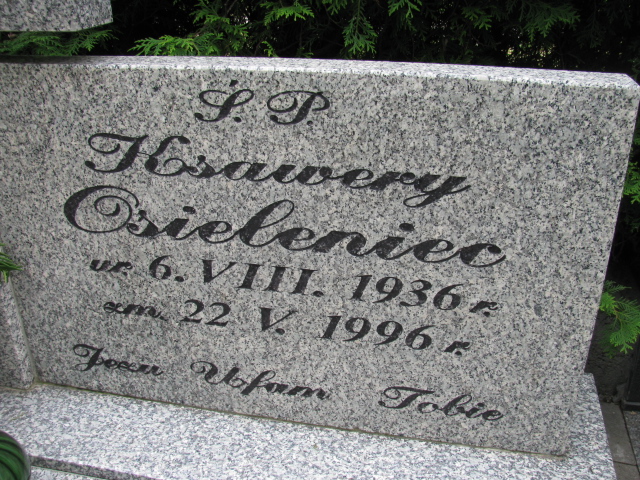 Ś. P.
Ksawery
Osieleniec
ur. 6. VIII. 1936 r.
zm. 22 V. 1996 r.
Jezu Ufam Tobie